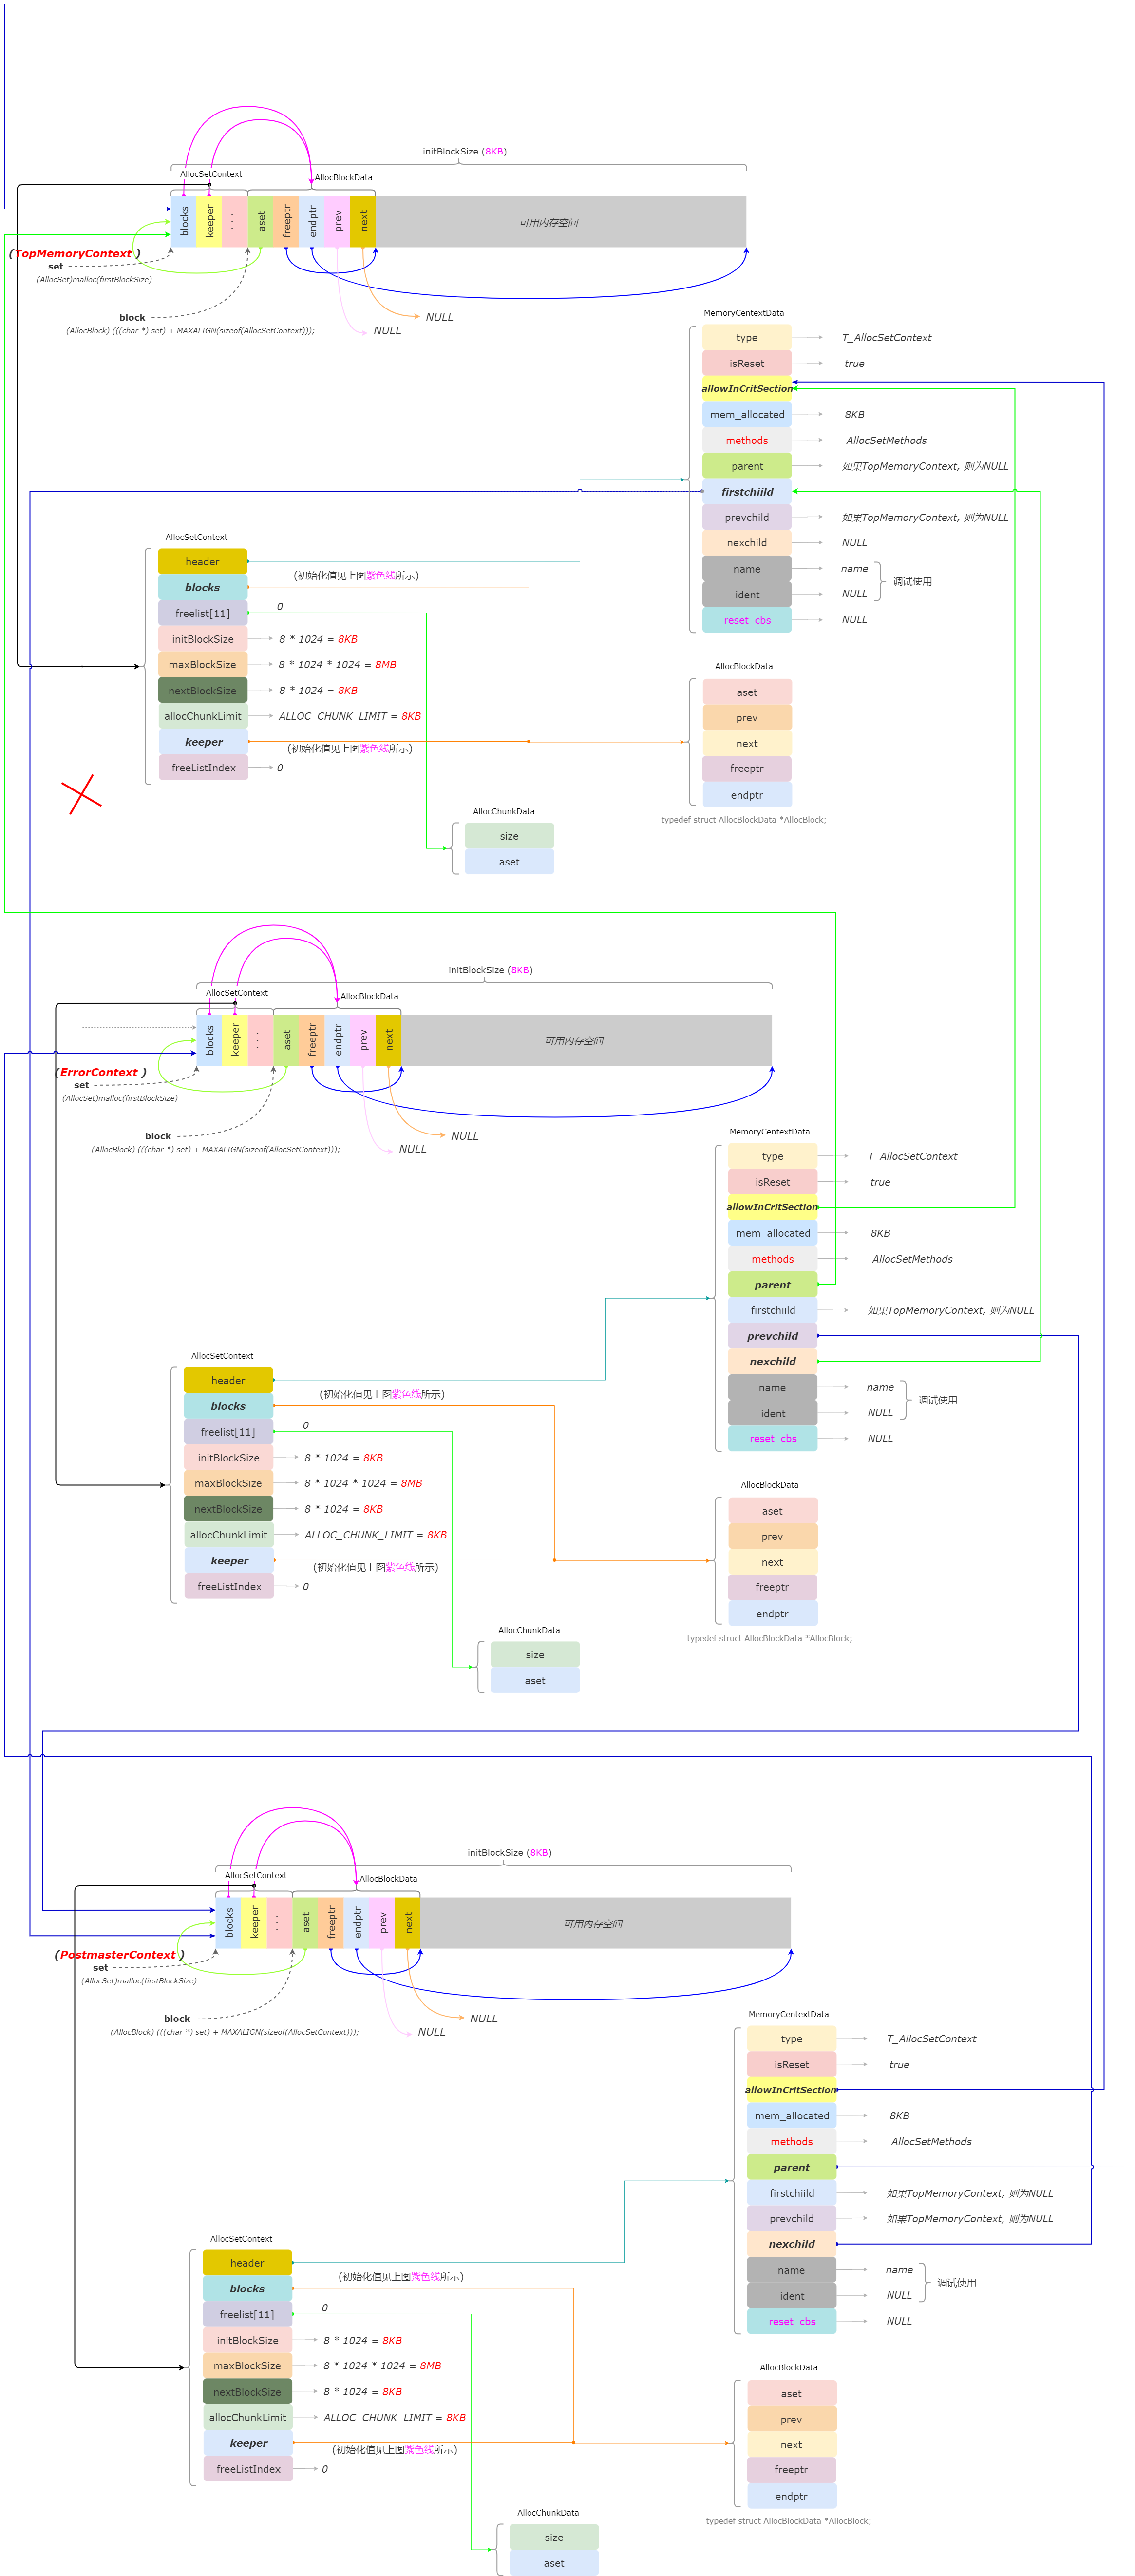 initBlockSize (8KB)
AllocSetContext
AllocBlockData
blocks
keeper
. . .
aset
freeptr
endptr
prev
next
可用内存空间
(TopMemoryContext )
set
(AllocSet)malloc(firstBlockSize)
block
(AllocBlock) (((char *) set) + MAXALIGN(sizeof(AllocSetContext)));
NULL
NULL
MemoryCentextData
type
T_AllocSetContext
isReset
true
allowInCritSection
mem_allocated
8KB
methods
AllocSetMethods
parent
如果TopMemoryContext, 则为NULL
firstchiild
prevchild
如果TopMemoryContext, 则为NULL
nexchild
NULL
name
name
ident
NULL
调试使用
reset_cbs
NULL
AllocSetContext
header
blocks
(初始化值见上图紫色线所示)
freelist[11]
0
initBlockSize
8 * 1024 = 8KB
maxBlockSize
8 * 1024 * 1024 = 8MB
nextBlockSize
8 * 1024 = 8KB
allocChunkLimit
ALLOC_CHUNK_LIMIT = 8KB
keeper
(初始化值见上图紫色线所示)
freeListIndex
0
AllocBlockData
aset
prev
next
freeptr
endptr
typedef struct AllocBlockData *AllocBlock;
AllocChunkData
size
aset
initBlockSize (8KB)
AllocSetContext
AllocBlockData
blocks
keeper
. . .
aset
freeptr
endptr
prev
next
可用内存空间
(ErrorContext )
set
(AllocSet)malloc(firstBlockSize)
block
(AllocBlock) (((char *) set) + MAXALIGN(sizeof(AllocSetContext)));
NULL
NULL
MemoryCentextData
type
T_AllocSetContext
isReset
true
allowInCritSection
mem_allocated
8KB
methods
AllocSetMethods
parent
firstchiild
如果TopMemoryContext, 则为NULL
prevchild
nexchild
name
name
ident
NULL
调试使用
reset_cbs
NULL
AllocSetContext
header
blocks
(初始化值见上图紫色线所示)
freelist[11]
0
initBlockSize
8 * 1024 = 8KB
maxBlockSize
8 * 1024 * 1024 = 8MB
nextBlockSize
8 * 1024 = 8KB
allocChunkLimit
ALLOC_CHUNK_LIMIT = 8KB
keeper
(初始化值见上图紫色线所示)
freeListIndex
0
AllocBlockData
aset
prev
next
freeptr
endptr
typedef struct AllocBlockData *AllocBlock;
AllocChunkData
size
aset
initBlockSize (8KB)
AllocSetContext
AllocBlockData
blocks
keeper
. . .
aset
freeptr
endptr
prev
next
可用内存空间
(PostmasterContext )
set
(AllocSet)malloc(firstBlockSize)
block
(AllocBlock) (((char *) set) + MAXALIGN(sizeof(AllocSetContext)));
NULL
NULL
MemoryCentextData
type
T_AllocSetContext
isReset
true
allowInCritSection
mem_allocated
8KB
methods
AllocSetMethods
parent
firstchiild
如果TopMemoryContext, 则为NULL
prevchild
如果TopMemoryContext, 则为NULL
nexchild
name
name
ident
NULL
调试使用
reset_cbs
NULL
AllocSetContext
header
blocks
(初始化值见上图紫色线所示)
freelist[11]
0
initBlockSize
8 * 1024 = 8KB
maxBlockSize
8 * 1024 * 1024 = 8MB
nextBlockSize
8 * 1024 = 8KB
allocChunkLimit
ALLOC_CHUNK_LIMIT = 8KB
keeper
(初始化值见上图紫色线所示)
freeListIndex
0
AllocBlockData
aset
prev
next
freeptr
endptr
typedef struct AllocBlockData *AllocBlock;
AllocChunkData
size
aset